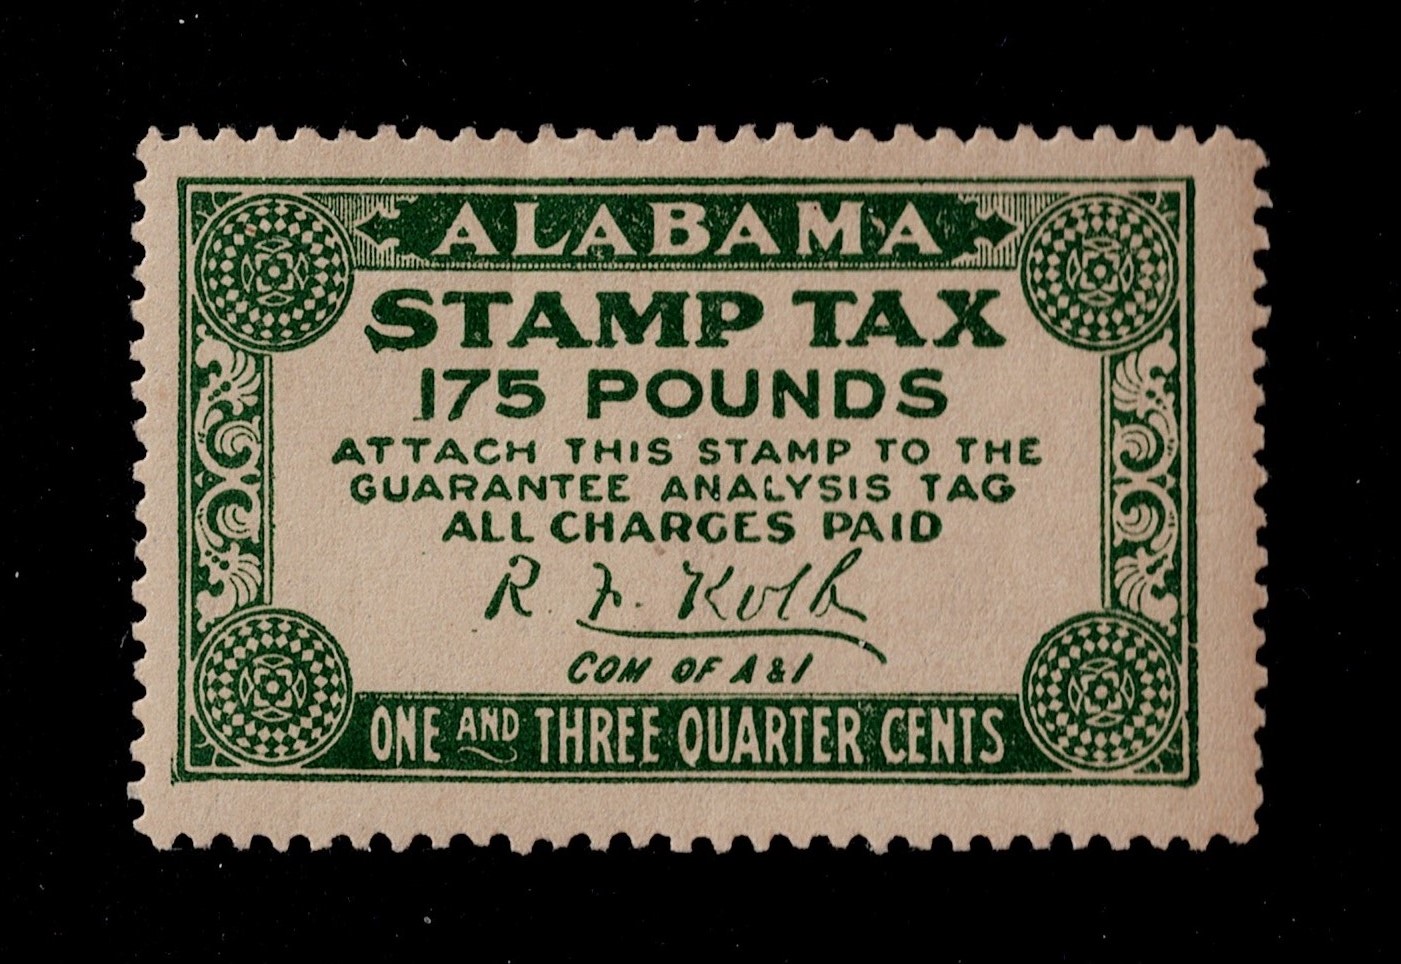 ALABAMA
STAMP TAX
175 POUNDS
ATTACH THIS STAMP TO THE
GUARANTEE ANALYSIS TAG
ALL CHARGES PAID
R F. Kolb
COM OF A & I
ONE AND THREE QUARTER CENTS